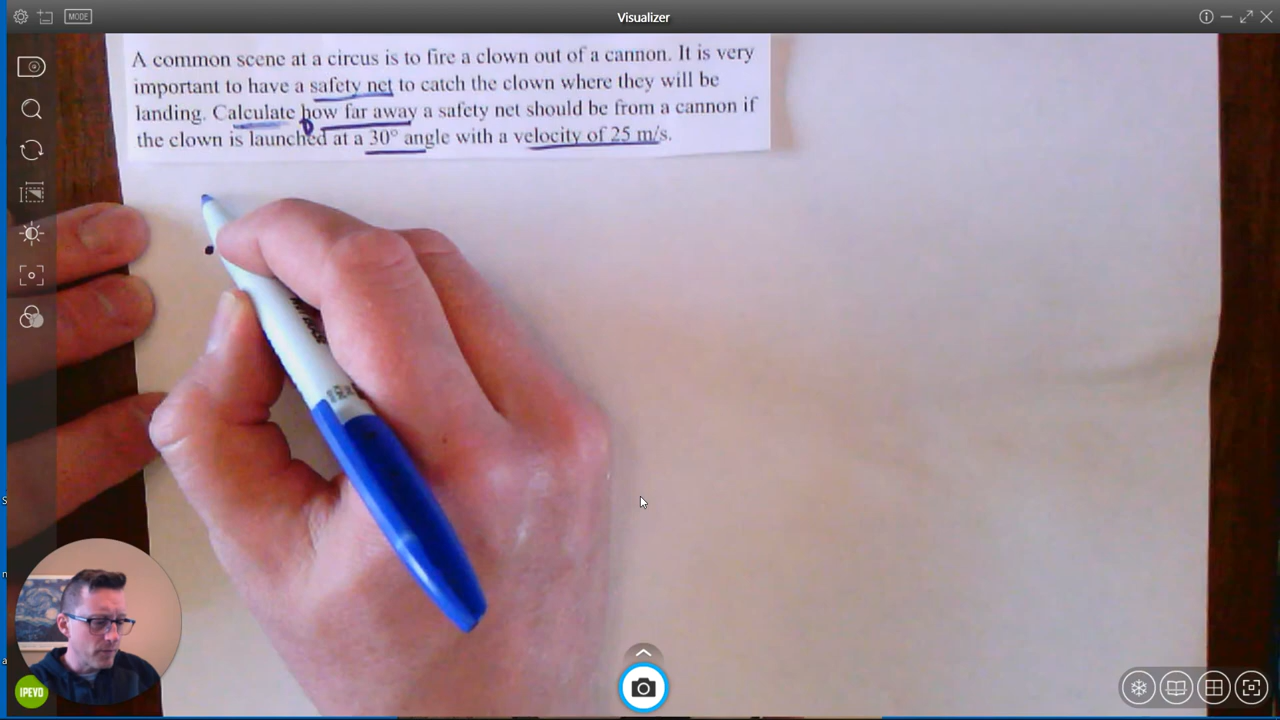 Visualizer
MODE
A common scene at a circus is to fire a clown out of a cannon. It is very
important to have a safety net to catch the clown where they will be
landing. Calculate how far away a safety net should be from a cannon if
the clown is launched at a 30° angle with a velocity of 25 m/s.
IPEVO